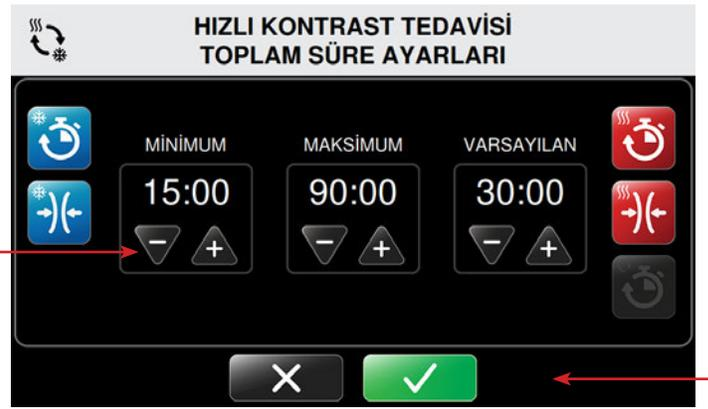 HIZLI KONTRAST TEDAVİSİ
TOPLAM SÜRE AYARLARI
MİNİMUM MAKSİMUM VARSAYILAN
15:00 90:00 30:00